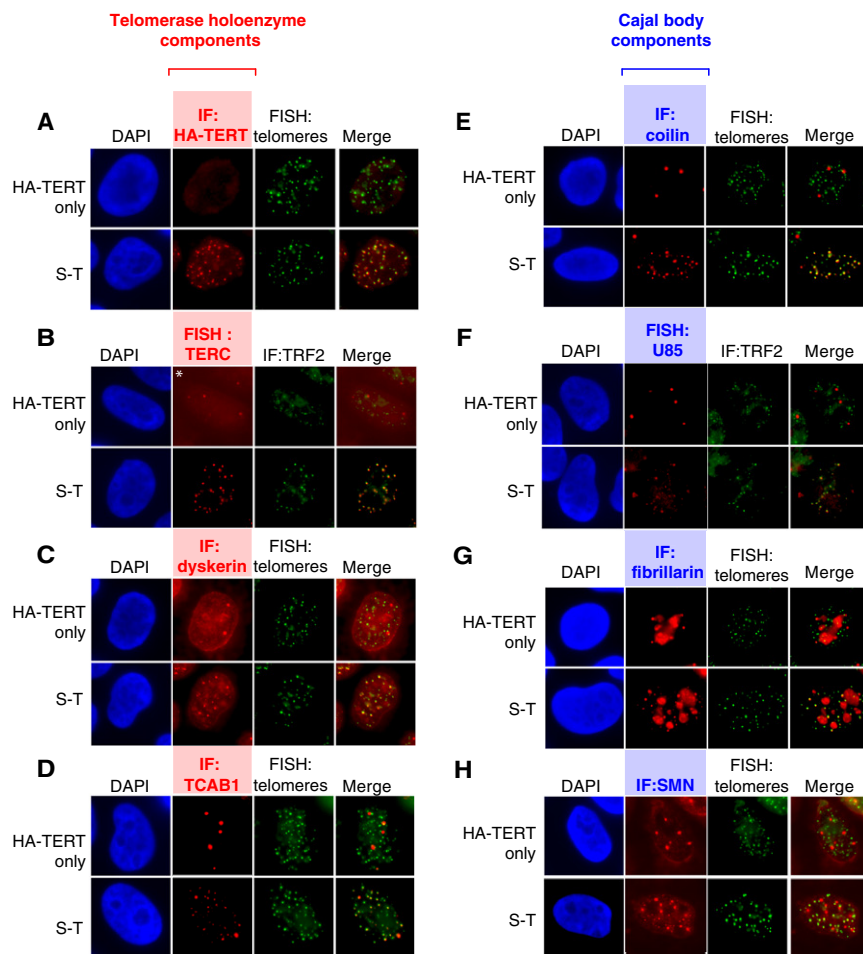 Telomerase holoenzyme
components
Cajal body
components
A
DAPI
IF:
HA-TERT
FISH:
telomeres
Merge
HA-TERT
only
S-T
B
DAPI
FISH :
TERC
IF:TRF2
Merge
*
HA-TERT
only
S-T
C
DAPI
IF:
dyskerin
FISH:
telomeres
Merge
HA-TERT
only
S-T
D
DAPI
IF:
TCAB1
FISH:
telomeres
Merge
HA-TERT
only
S-T
E
DAPI
IF:
coilin
FISH:
telomeres
Merge
HA-TERT
only
S-T
F
DAPI
FISH:
U85
IF:TRF2
Merge
HA-TERT
only
S-T
G
DAPI
IF:
fibrillarin
FISH:
telomeres
Merge
HA-TERT
only
S-T
H
DAPI
IF:SMN
FISH:
telomeres
Merge
HA-TERT
only
S-T